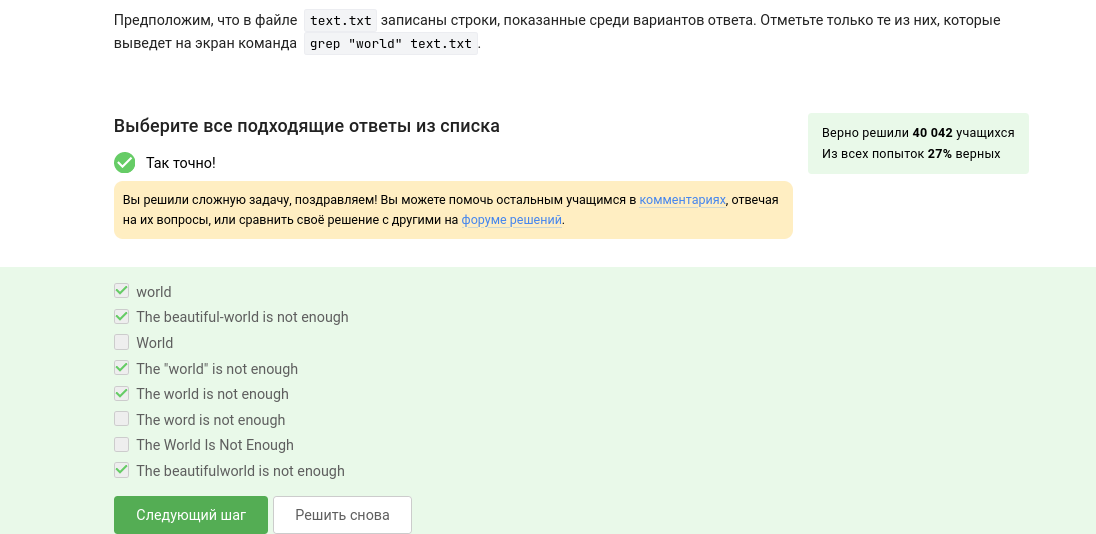 Предположим, что в файле text.txt записаны строки, показанные среди вариантов ответа. Отметьте только те из них, которые
выведет на экран команда grep "world" text.txt.
Выберите все подходящие ответы из списка
Верно решили 40 042 учащихся
Из всех попыток 27% верных
Так точно!
Вы решили сложную задачу, поздравляем! Вы можете помочь остальным учащимся в комментариях, отвечая
на их вопросы, или сравнить своё решение с другими на форуме решений.
world
The beautiful-world is not enough
World
The "world" is not enough
The world is not enough
The word is not enough
The World Is Not Enough
The beautifulworld is not enough
Следующий шаг
Решить снова